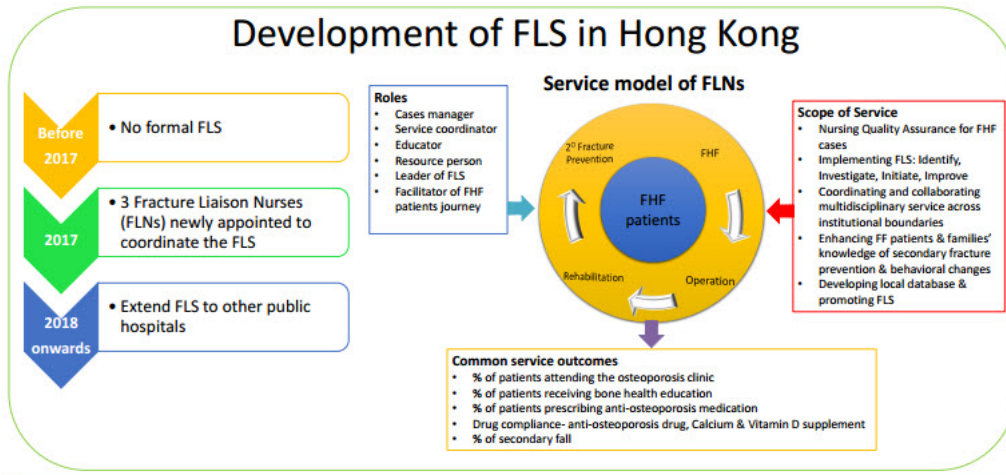 Development of FLS in Hong Kong
Before
2017
• No formal FLS
2017
• 3 Fracture Liaison Nurses
(FLNs) newly appointed to
coordinate the FLS
2018
onwards
• Extend FLS to other public
hospitals
Service model of FLNs
Roles
• Cases manager
• Service coordinator
• Educator
• Resource person
• Leader of FLS
• Facilitator of FHF
patients journey
2⁰ Fracture
Prevention
FHF
FHF
patients
Rehabilitation
Operation
Scope of Service
• Nursing Quality Assurance for FHF
cases
• Implementing FLS: Identify,
Investigate, Initiate, Improve
• Coordinating and collaborating
multidisciplinary service across
institutional boundaries
• Enhancing FF patients & families'
knowledge of secondary fracture
prevention & behavioral changes
• Developing local database &
promoting FLS
Common service outcomes
• % of patients attending the osteoporosis clinic
• % of patients receiving bone health education
• % of patients prescribing anti-osteoporosis medication
• Drug compliance- anti-osteoporosis drug, Calcium & Vitamin D supplement
• % of secondary fall